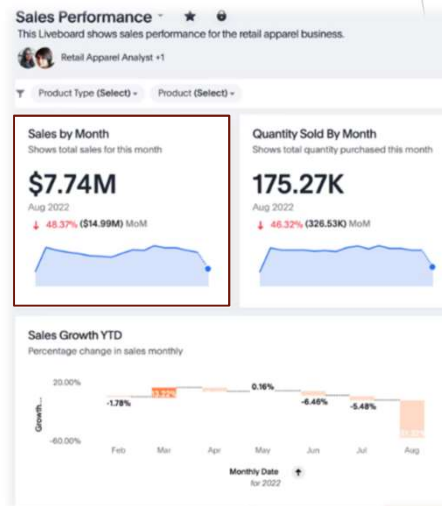 Sales Performance
This Liveboard shows sales performance for the retail apparel business.
Retail Apparel Analyst +1
Product Type (Select)
Product (Select)
Sales by Month
Shows total sales for this month
$7.74M
Aug 2022
↓ 48.37% ($14.99M) MoM
Quantity Sold By Month
Shows total quantity purchased this month
175.27K
Aug 2022
↓ 46.32% (326.53K) MoM
Sales Growth YTD
Percentage change in sales monthly
20.00%
-1.78%
0.16%
-6.46%
-5.48%
Growth...
-60.00%
Feb Mar Apr May Jun Jul Aug
Monthly Date ↑
for 2022